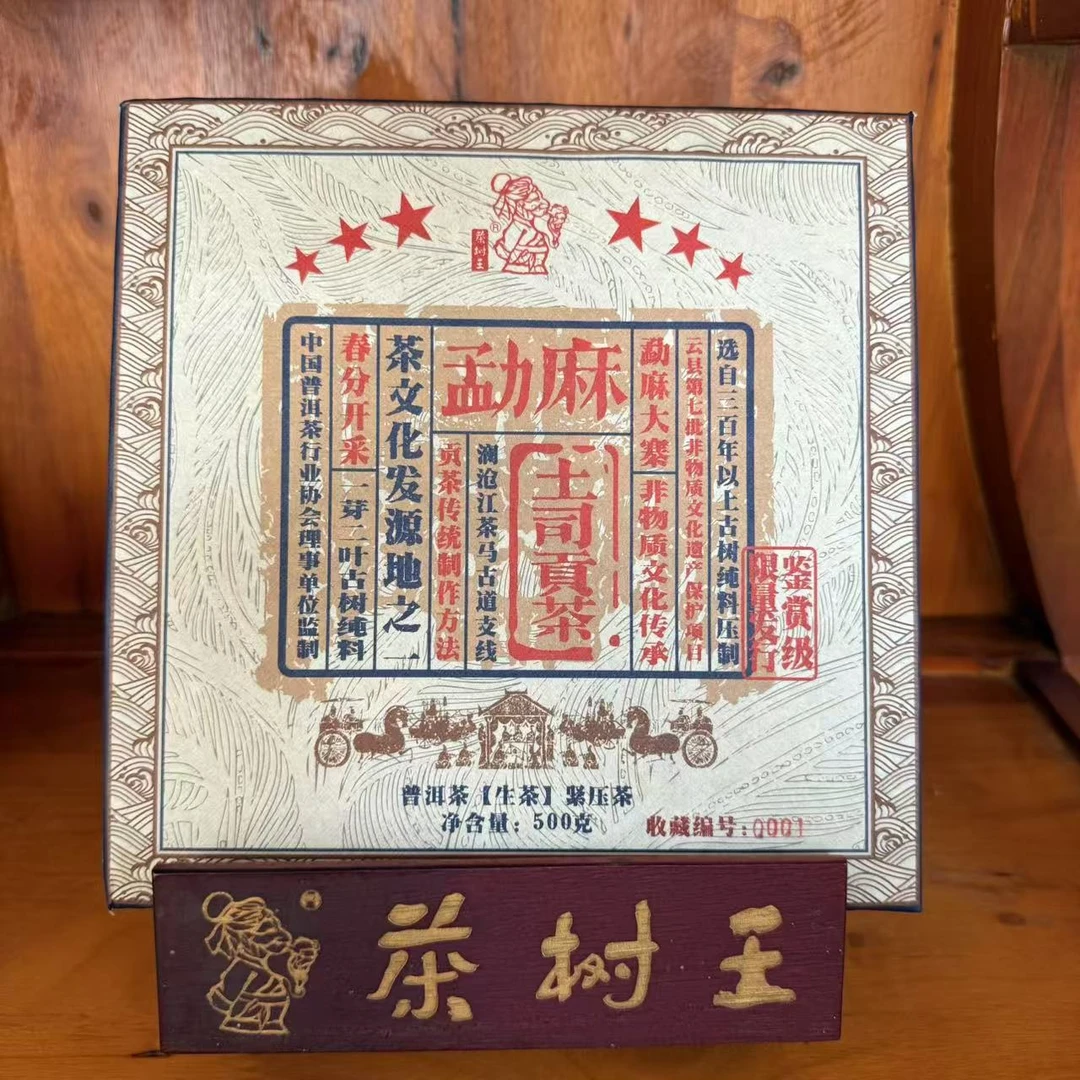 茶树王
®
勐麻
土司貢茶
选自三百年以上古树纯料压制
云县第七批非物质文化遗产保护项目
勐麻大寨
非物质文化传承
澜沧江茶马古道支线
贡茶传统制作方法
茶文化发源地之一
春分开采
一芽二叶古树纯料
中国普洱茶行业协会理事单位监制
鉴赏级
限量发行
普洱茶【生茶】紧压茶
净含量：500克
收藏编号:0001
茶树王